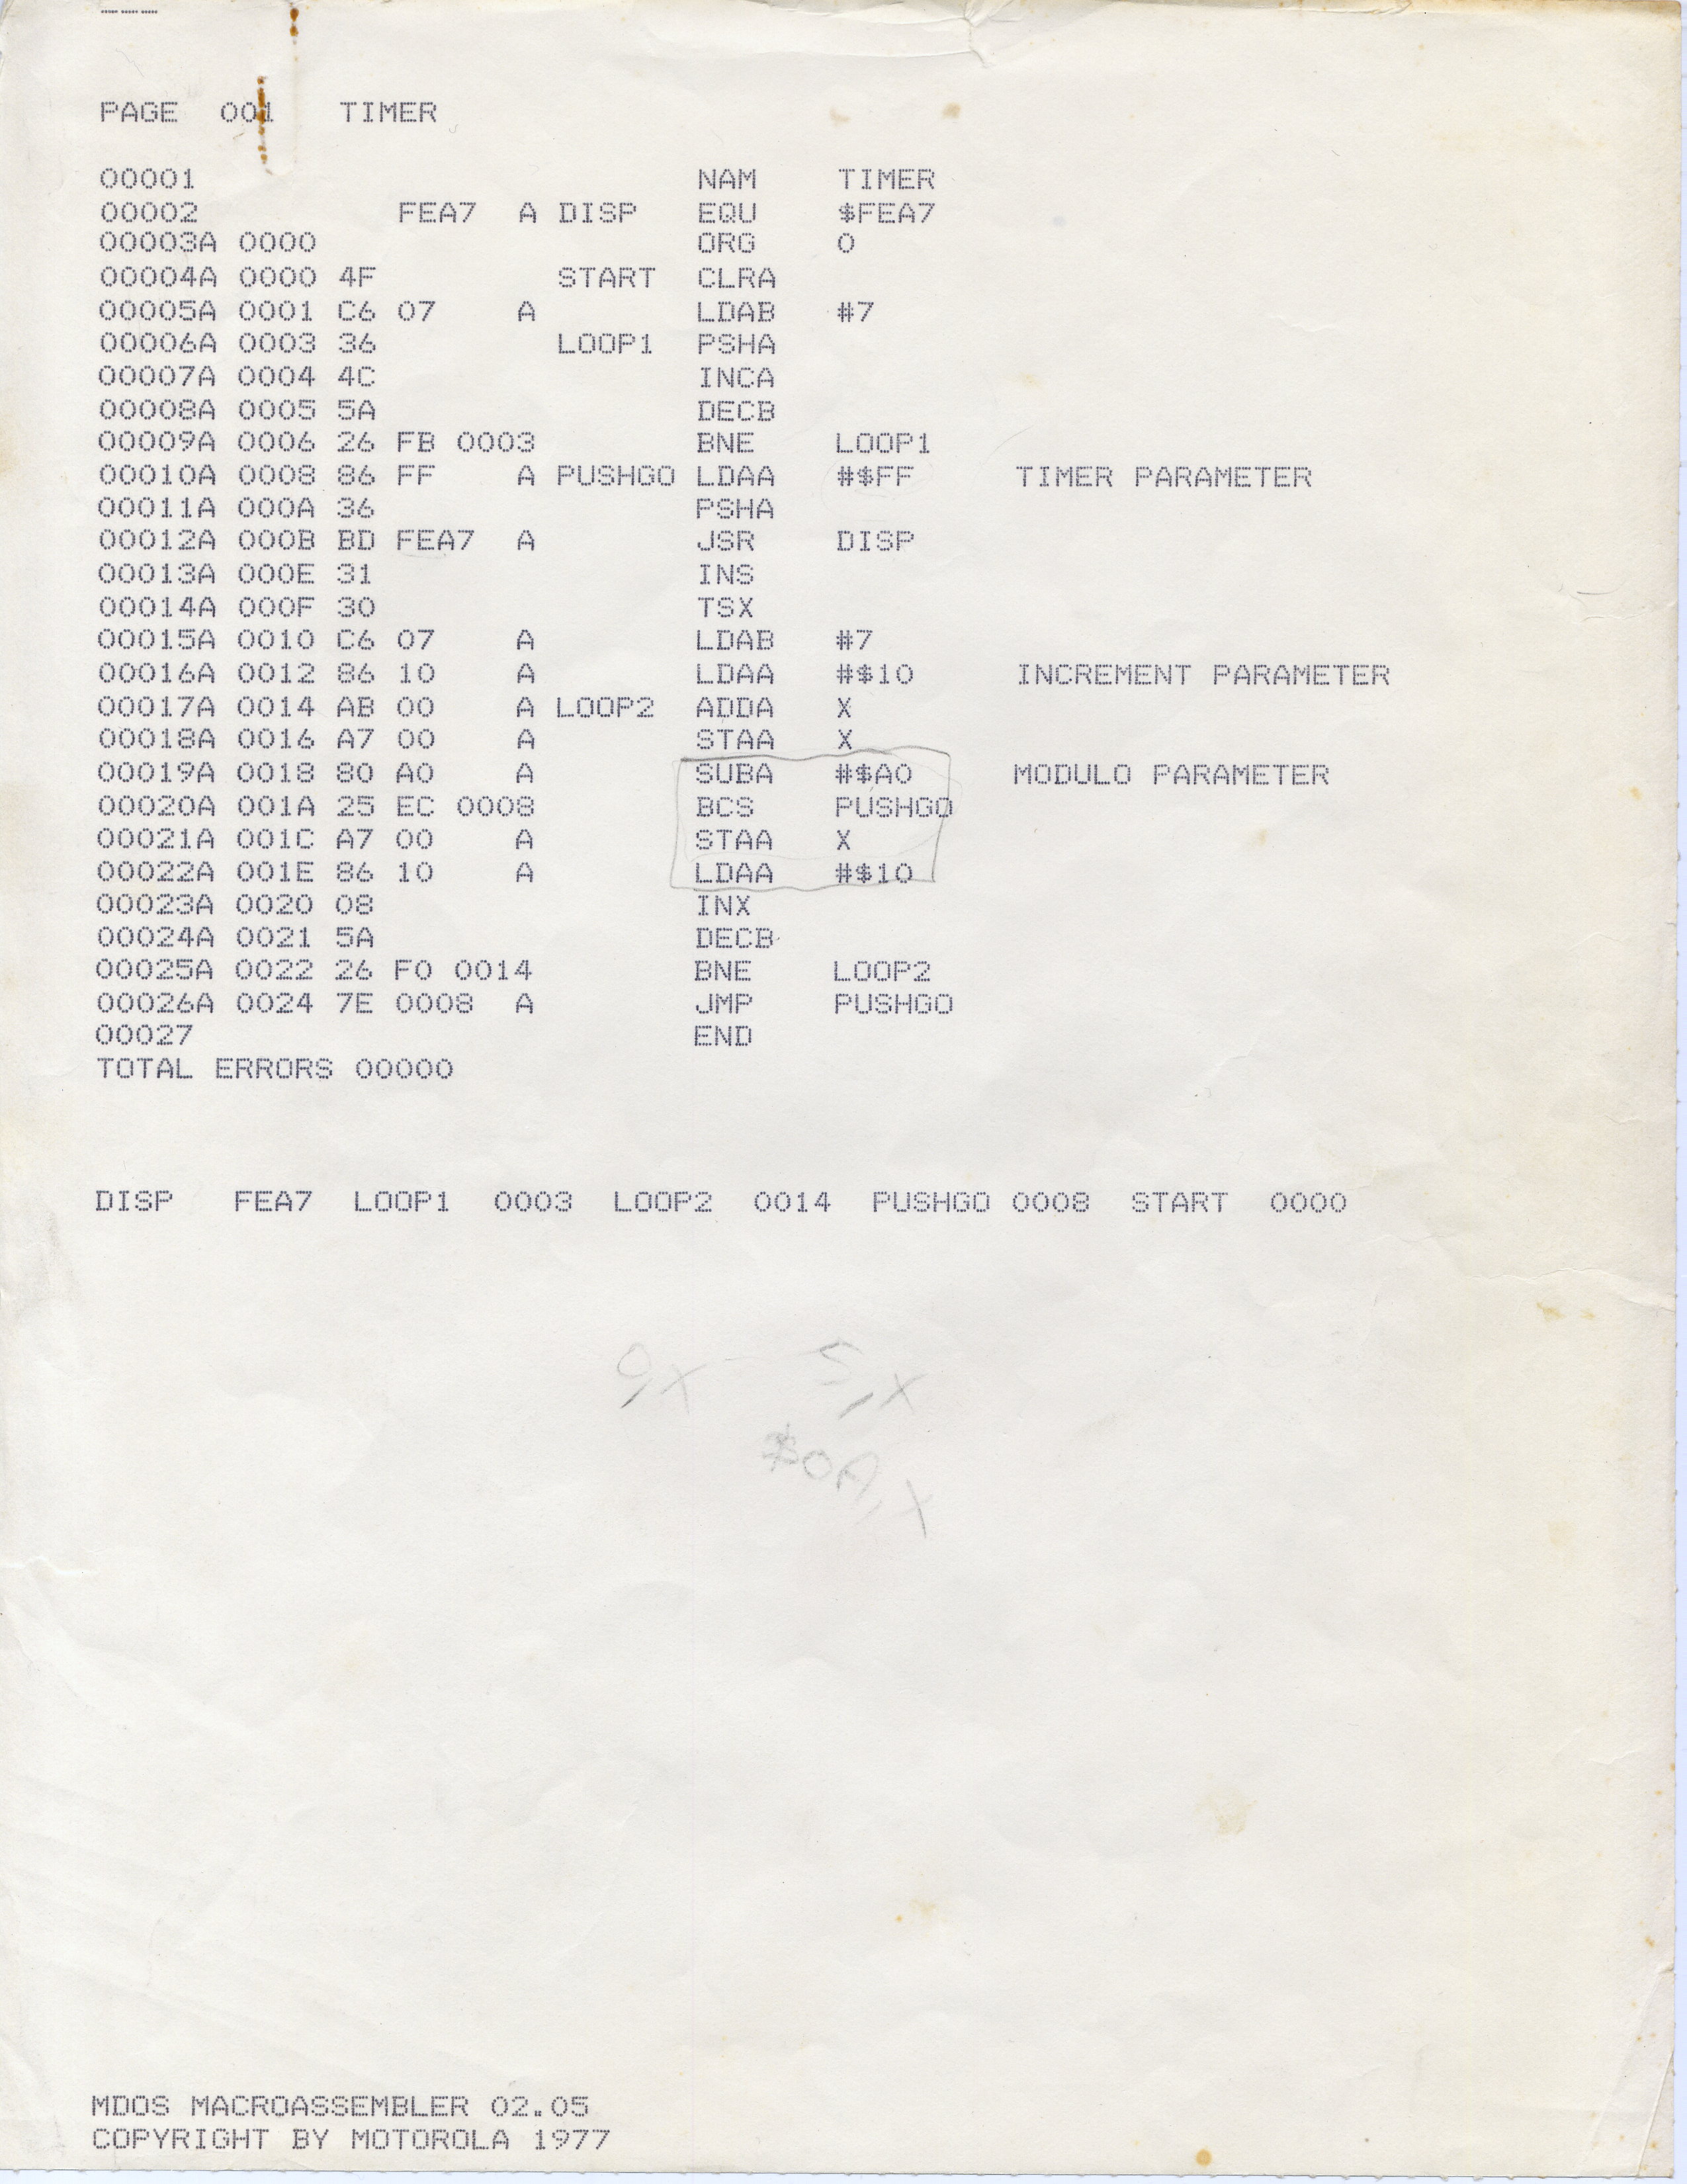 PAGE  001   TIMER
00001                         NAM    TIMER
00002          FEA7  A DISP   EQU    $FEA7
00003A 0000                   ORG    0
00004A 0000 4F         START  CLRA
00005A 0001 C6 07    A        LDAB   #7
00006A 0003 36         LOOP1  PSHA
00007A 0004 4C                INCA
00008A 0005 5A                DECB
00009A 0006 26 FB 0003        BNE    LOOP1
00010A 0008 86 FF    A PUSHGO LDAA   #$FF     TIMER PARAMETER
00011A 000A 36                PSHA
00012A 000B BD FEA7  A        JSR    DISP
00013A 000E 31                INS
00014A 000F 30                TSX
00015A 0010 C6 07    A        LDAB   #7
00016A 0012 86 10    A        LDAA   #$10     INCREMENT PARAMETER
00017A 0014 AB 00    A LOOP2  ADDA   X
00018A 0016 A7 00    A        STAA   X
00019A 0018 80 A0    A        SUBA   #$A0     MODULO PARAMETER
00020A 001A 25 EC 0008        BCS    PUSHGO
00021A 001C A7 00    A        STAA   X
00022A 001E 86 10    A        LDAA   #$10
00023A 0020 08                INX
00024A 0021 5A                DECB
00025A 0022 26 F0 0014        BNE    LOOP2
00026A 0024 7E 0008  A        JMP    PUSHGO
00027                         END
TOTAL ERRORS 00000
DISP   FEA7  LOOP1  0003  LOOP2  0014  PUSHGO 0008  START  0000
$0A,X
MDOS MACROASSEMBLER 02.05
COPYRIGHT BY MOTOROLA 1977